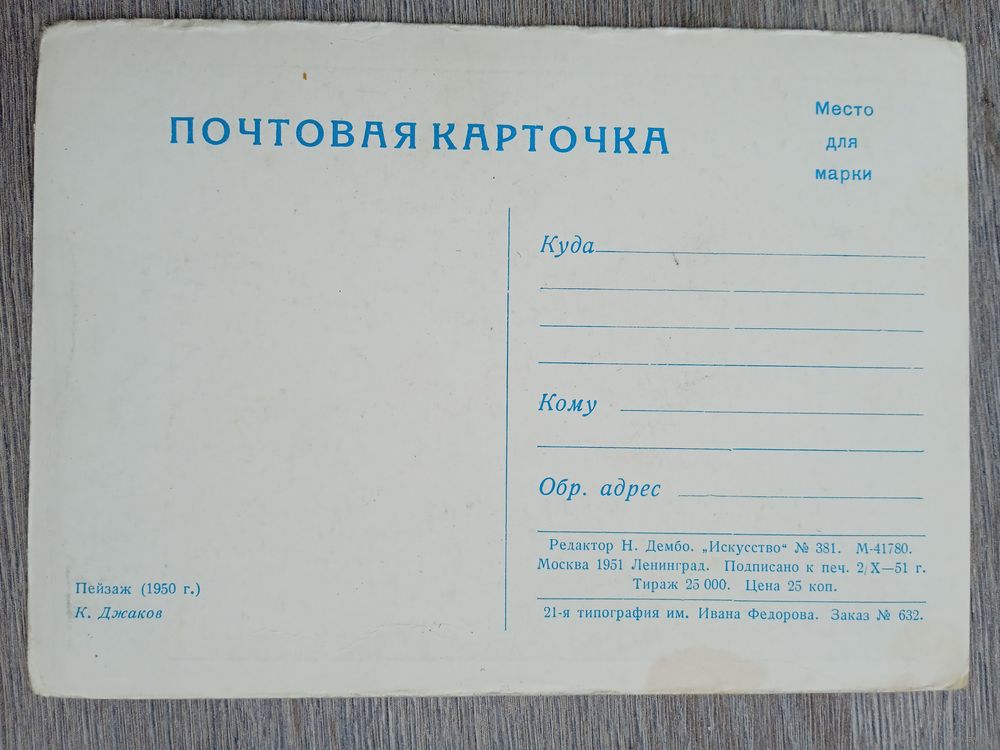 ПОЧТОВАЯ КАРТОЧКА
Место
для
марки
Куда
Кому
Обр. адрес
Редактор Н. Дембо. „Искусство“ № 381. М-41780.
Москва 1951 Ленинград. Подписано к печ. 2/X—51 г.
Тираж 25 000. Цена 25 коп.
21-я типография им. Ивана Федорова. Заказ № 632.
Пейзаж (1950 г.)
К. Джаков